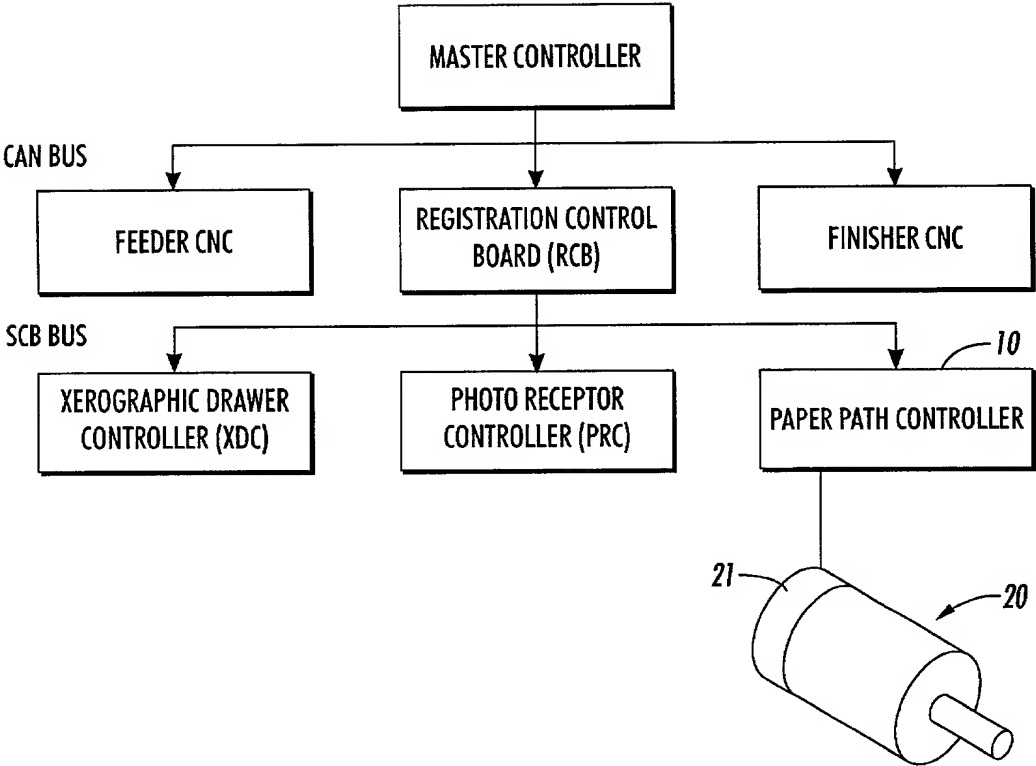 MASTER CONTROLLER
CAN BUS
FEEDER CNC
REGISTRATION CONTROL
BOARD (RCB)
FINISHER CNC
SCB BUS
10
XEROGRAPHIC DRAWER
CONTROLLER (XDC)
PHOTO RECEPTOR
CONTROLLER (PRC)
PAPER PATH CONTROLLER
21
20